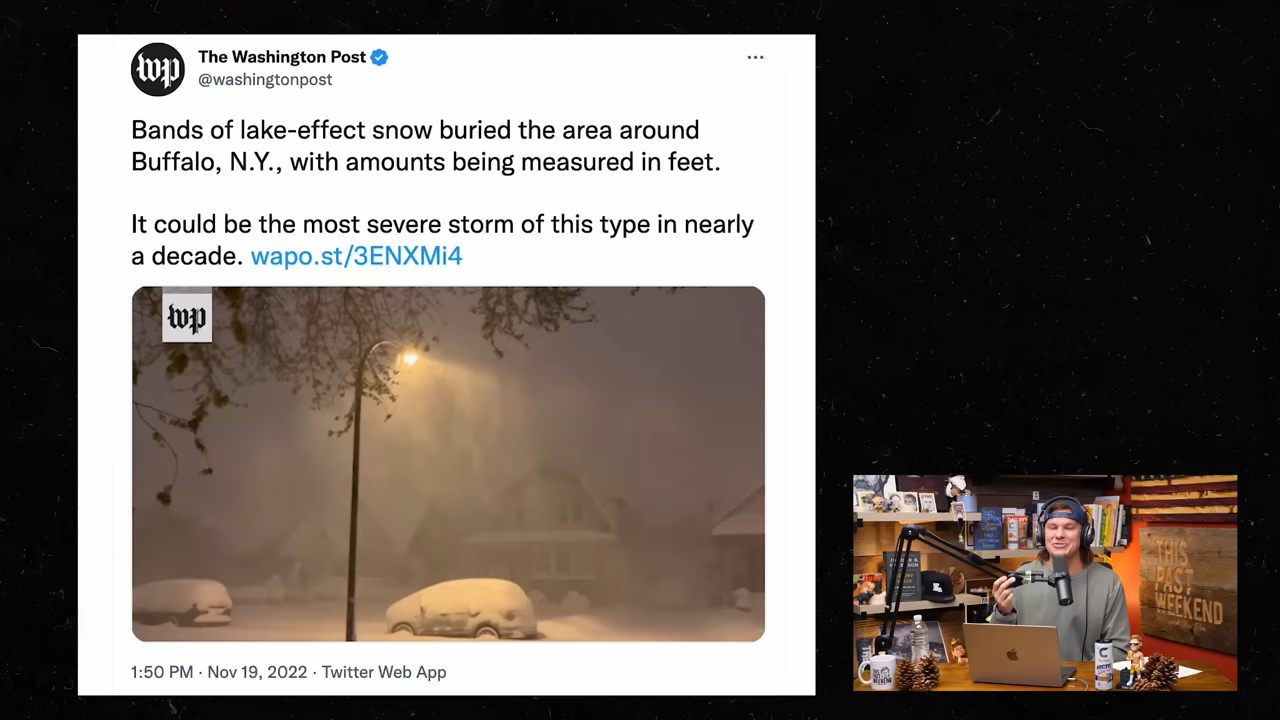 The Washington Post
@washingtonpost
Bands of lake-effect snow buried the area around
Buffalo, N.Y., with amounts being measured in feet.
It could be the most severe storm of this type in nearly
a decade. wapo.st/3ENXMi4
wp
1:50 PM · Nov 19, 2022 · Twitter Web App
THIS
PAST
WEEKEND